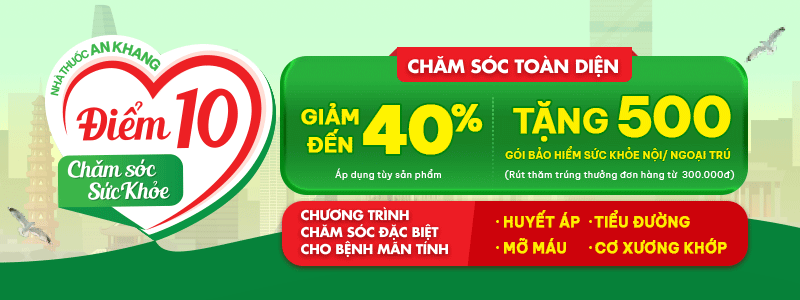 NHÀ THUỐC AN KHANG
Điểm 10
Chăm sóc
Sức Khỏe
CHĂM SÓC TOÀN DIỆN
GIẢM
ĐẾN
40%
Áp dụng tùy sản phẩm
TẶNG 500
GÓI BẢO HIỂM SỨC KHỎE NỘI/ NGOẠI TRÚ
(Rút thăm trúng thưởng đơn hàng từ 300.000đ)
CHƯƠNG TRÌNH
CHĂM SÓC ĐẶC BIỆT
CHO BỆNH MÃN TÍNH
· HUYẾT ÁP · TIỂU ĐƯỜNG
· MỠ MÁU · CƠ XƯƠNG KHỚP